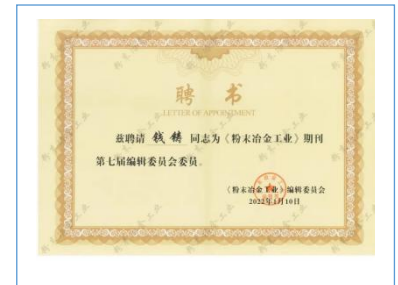 聘书
LETTER OF APPOINTMENT
兹聘请 钱铸 同志为《粉末冶金工业》期刊
第七届编辑委员会委员。
《粉末冶金工业》编辑委员会
2022年1月10日